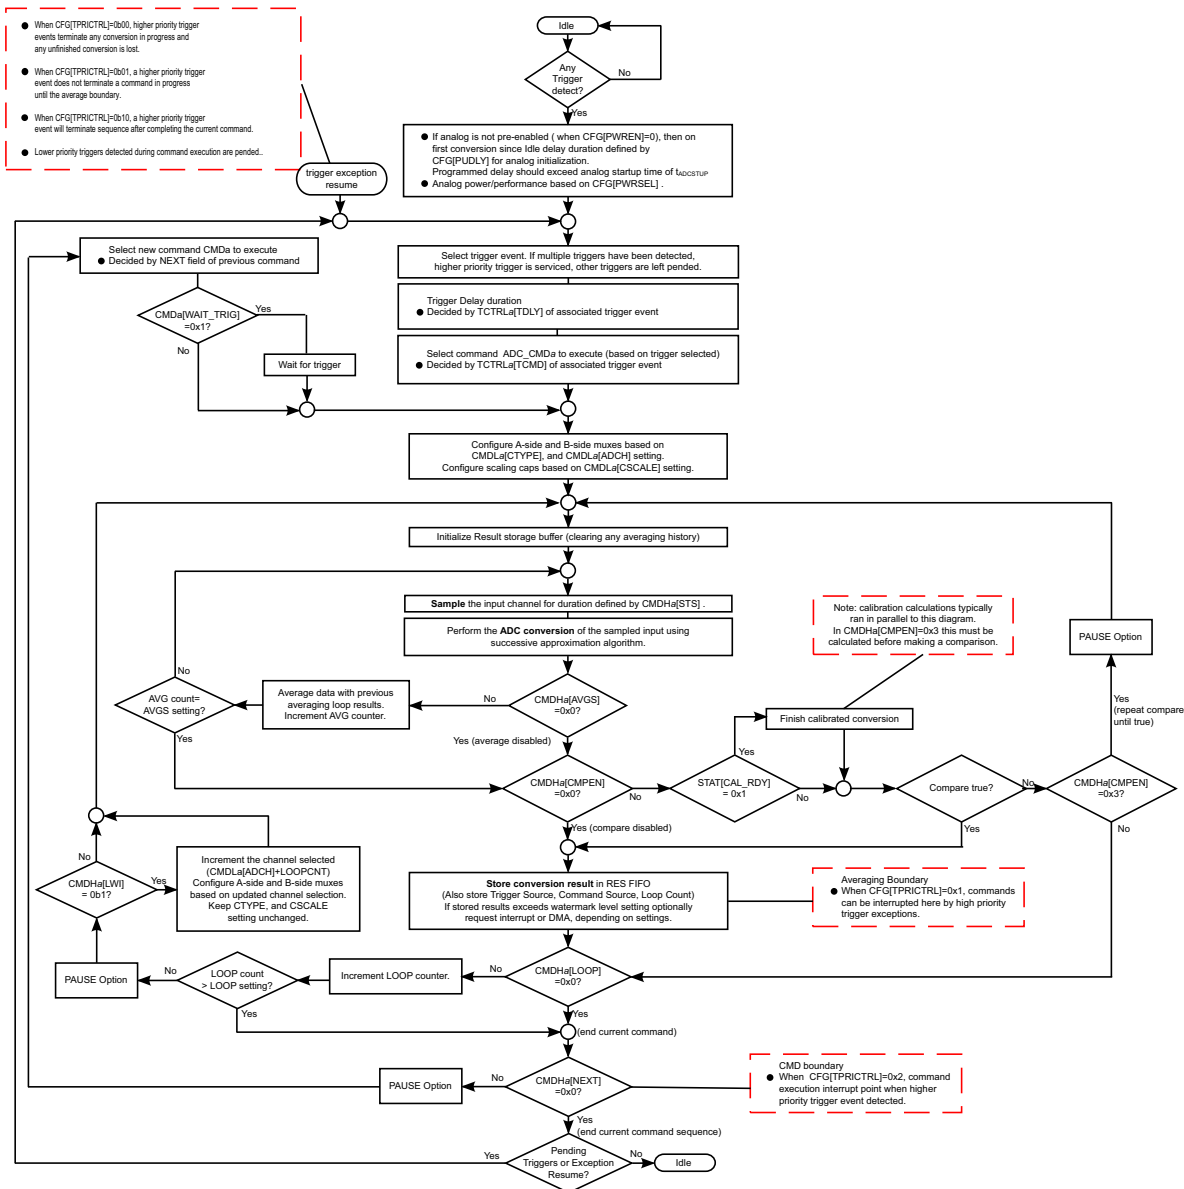 ● When CFG[TPRICTRL]=0b00, higher priority trigger
events terminate any conversion in progress and
any unfinished conversion is lost.
● When CFG[TPRICTRL]=0b01, a higher priority trigger
event does not terminate a command in progress
until the average boundary.
● When CFG[TPRICTRL]=0b10, a higher priority trigger
event will terminate sequence after completing the current command.
● Lower priority triggers detected during command execution are pended..
Idle
Any
Trigger
detect?
No
Yes
● If analog is not pre-enabled ( when CFG[PWREN]=0), then on
first conversion since Idle delay duration defined by
CFG[PUDLY] for analog initialization.
Programmed delay should exceed analog startup time of tADCSTUP
● Analog power/performance based on CFG[PWRSEL] .
trigger exception
resume
Select new command CMDa to execute
● Decided by NEXT field of previous command
Select trigger event. If multiple triggers have been detected,
higher priority trigger is serviced, other triggers are left pended.
CMDa[WAIT_TRIG]
=0x1?
Yes
No
Wait for trigger
Trigger Delay duration
● Decided by TCTRLa[TDLY] of associated trigger event
Select command ADC_CMDa to execute (based on trigger selected)
● Decided by TCTRLa[TCMD] of associated trigger event
Configure A-side and B-side muxes based on
CMDLa[CTYPE], and CMDLa[ADCH] setting.
Configure scaling caps based on CMDLa[CSCALE] setting.
Initialize Result storage buffer (clearing any averaging history)
Sample the input channel for duration defined by CMDHa[STS] .
Perform the ADC conversion of the sampled input using
successive approximation algorithm.
Note: calibration calculations typically
ran in parallel to this diagram.
In CMDHa[CMPEN]=0x3 this must be
calculated before making a comparison.
PAUSE Option
No
AVG count=
AVGS setting?
Yes
Average data with previous
averaging loop results.
Increment AVG counter.
No
CMDHa[AVGS]
=0x0?
Yes (average disabled)
Finish calibrated conversion
Yes
(repeat compare
until true)
CMDHa[CMPEN]
=0x0?
No
Yes (compare disabled)
Yes
STAT[CAL_RDY]
= 0x1
No
Compare true?
No
Yes
CMDHa[CMPEN]
=0x3?
No
No
CMDHa[LWI]
= 0b1?
Yes
Increment the channel selected
(CMDLa[ADCH]+LOOPCNT)
Configure A-side and B-side muxes
based on updated channel selection.
Keep CTYPE, and CSCALE
setting unchanged.
Store conversion result in RES FIFO
(Also store Trigger Source, Command Source, Loop Count)
If stored results exceeds watermark level setting optionally
request interrupt or DMA, depending on settings.
Averaging Boundary
● When CFG[TPRICTRL]=0x1, commands
can be interrupted here by high priority
trigger exceptions.
PAUSE Option
No
LOOP count
> LOOP setting?
Yes
Increment LOOP counter.
No
CMDHa[LOOP]
=0x0?
Yes
(end current command)
PAUSE Option
No
CMDHa[NEXT]
=0x0?
Yes
(end current command sequence)
CMD boundary
● When CFG[TPRICTRL]=0x2, command
execution interrupt point when higher
priority trigger event detected.
Yes
Pending
Triggers or Exception
Resume?
No
Idle